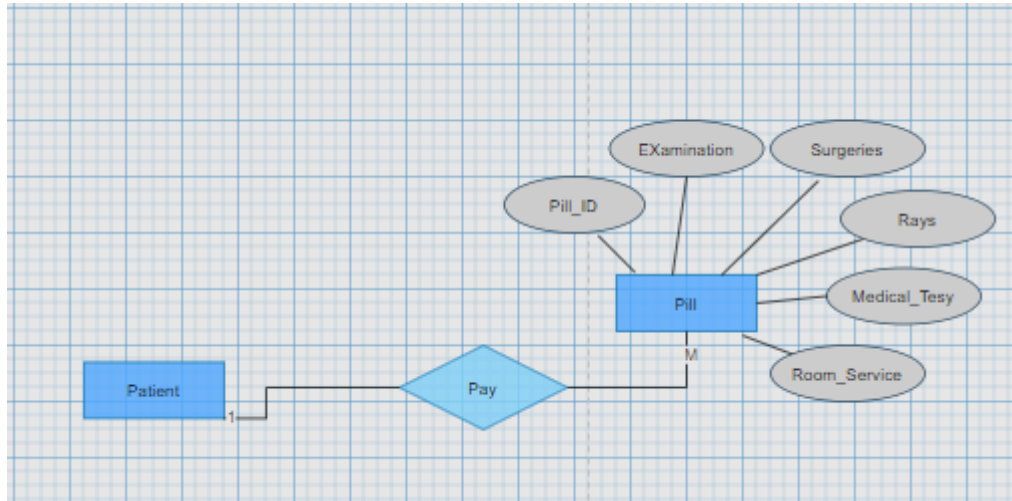 EXamination
Surgeries
Pill_ID
Rays
Pill
Medical_Tesy
M
Room_Service
Patient
Pay
1